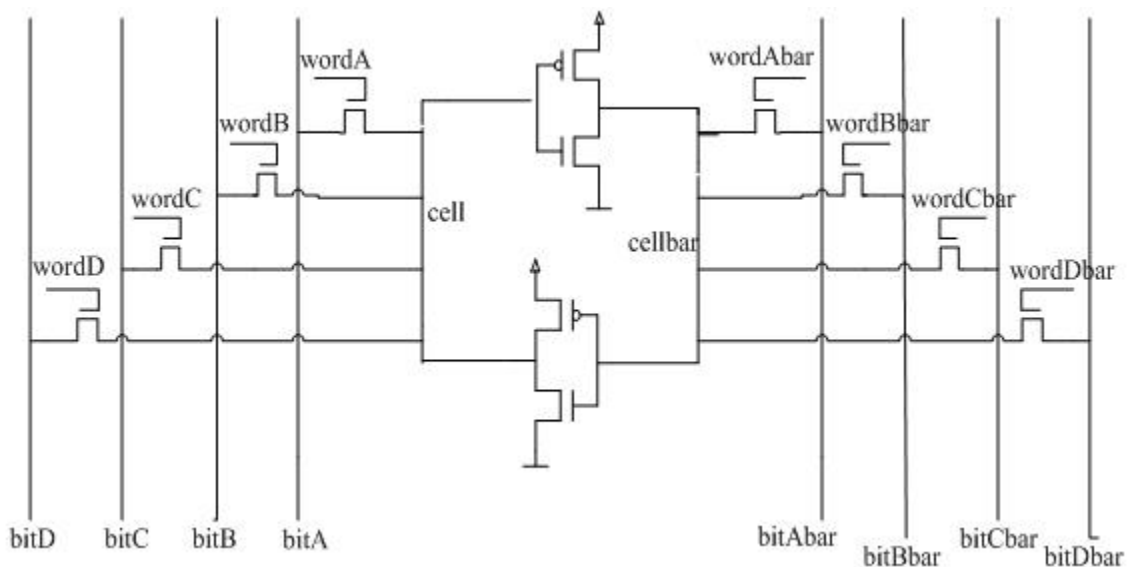 wordA
wordAbar
wordB
wordBbar
wordC
cell
wordCbar
cellbar
wordD
wordDbar
bitD
bitC
bitB
bitA
bitAbar
bitBbar
bitCbar
bitDbar